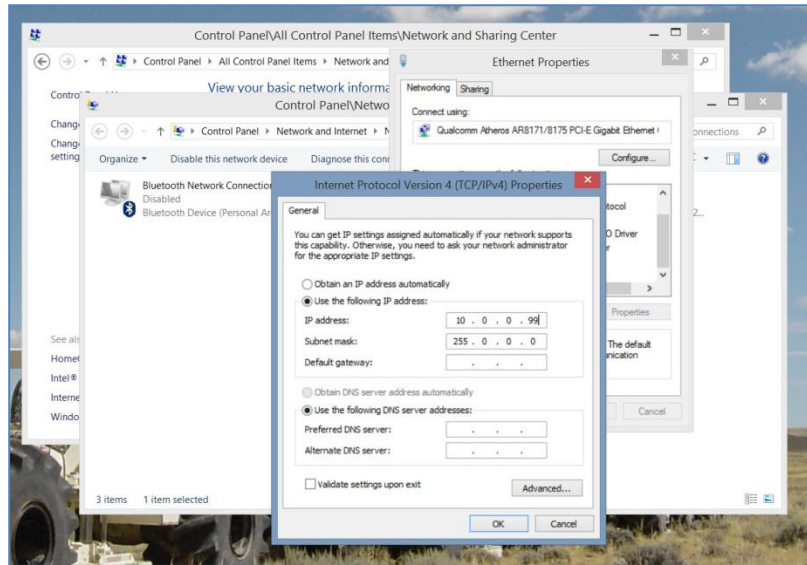 Control Panel\All Control Panel Items\Network and Sharing Center
Control Panel ▸ All Control Panel Items ▸ Network and
View your basic network informa
Change
setting
See als
Intel®
Interne
Windo
Ethernet Properties
Networking Sharing
Connect using:
Qualcomm Atheros AR8171/8175 PCI-E Gigabit Ethernet
Configure...
Properties
The default
Cancel
Control Panel\Netwo
Control Panel ▸ Network and Internet ▸ N
onnections
Organize Disable this network device Diagnose this con
Bluetooth Network Connection
Disabled
Bluetooth Device (Personal Ar
3 items 1 item selected
Internet Protocol Version 4 (TCP/IPv4) Properties
General
You can get IP settings assigned automatically if your network supports
this capability. Otherwise, you need to ask your network administrator
for the appropriate IP settings.
Obtain an IP address automatically
Use the following IP address:
IP address: 10 . 0 . 0 . 99
Subnet mask: 255 . 0 . 0 . 0
Default gateway: . . .
Obtain DNS server address automatically
Use the following DNS server addresses:
Preferred DNS server: . . .
Alternate DNS server: . . .
Validate settings upon exit
Advanced...
OK Cancel